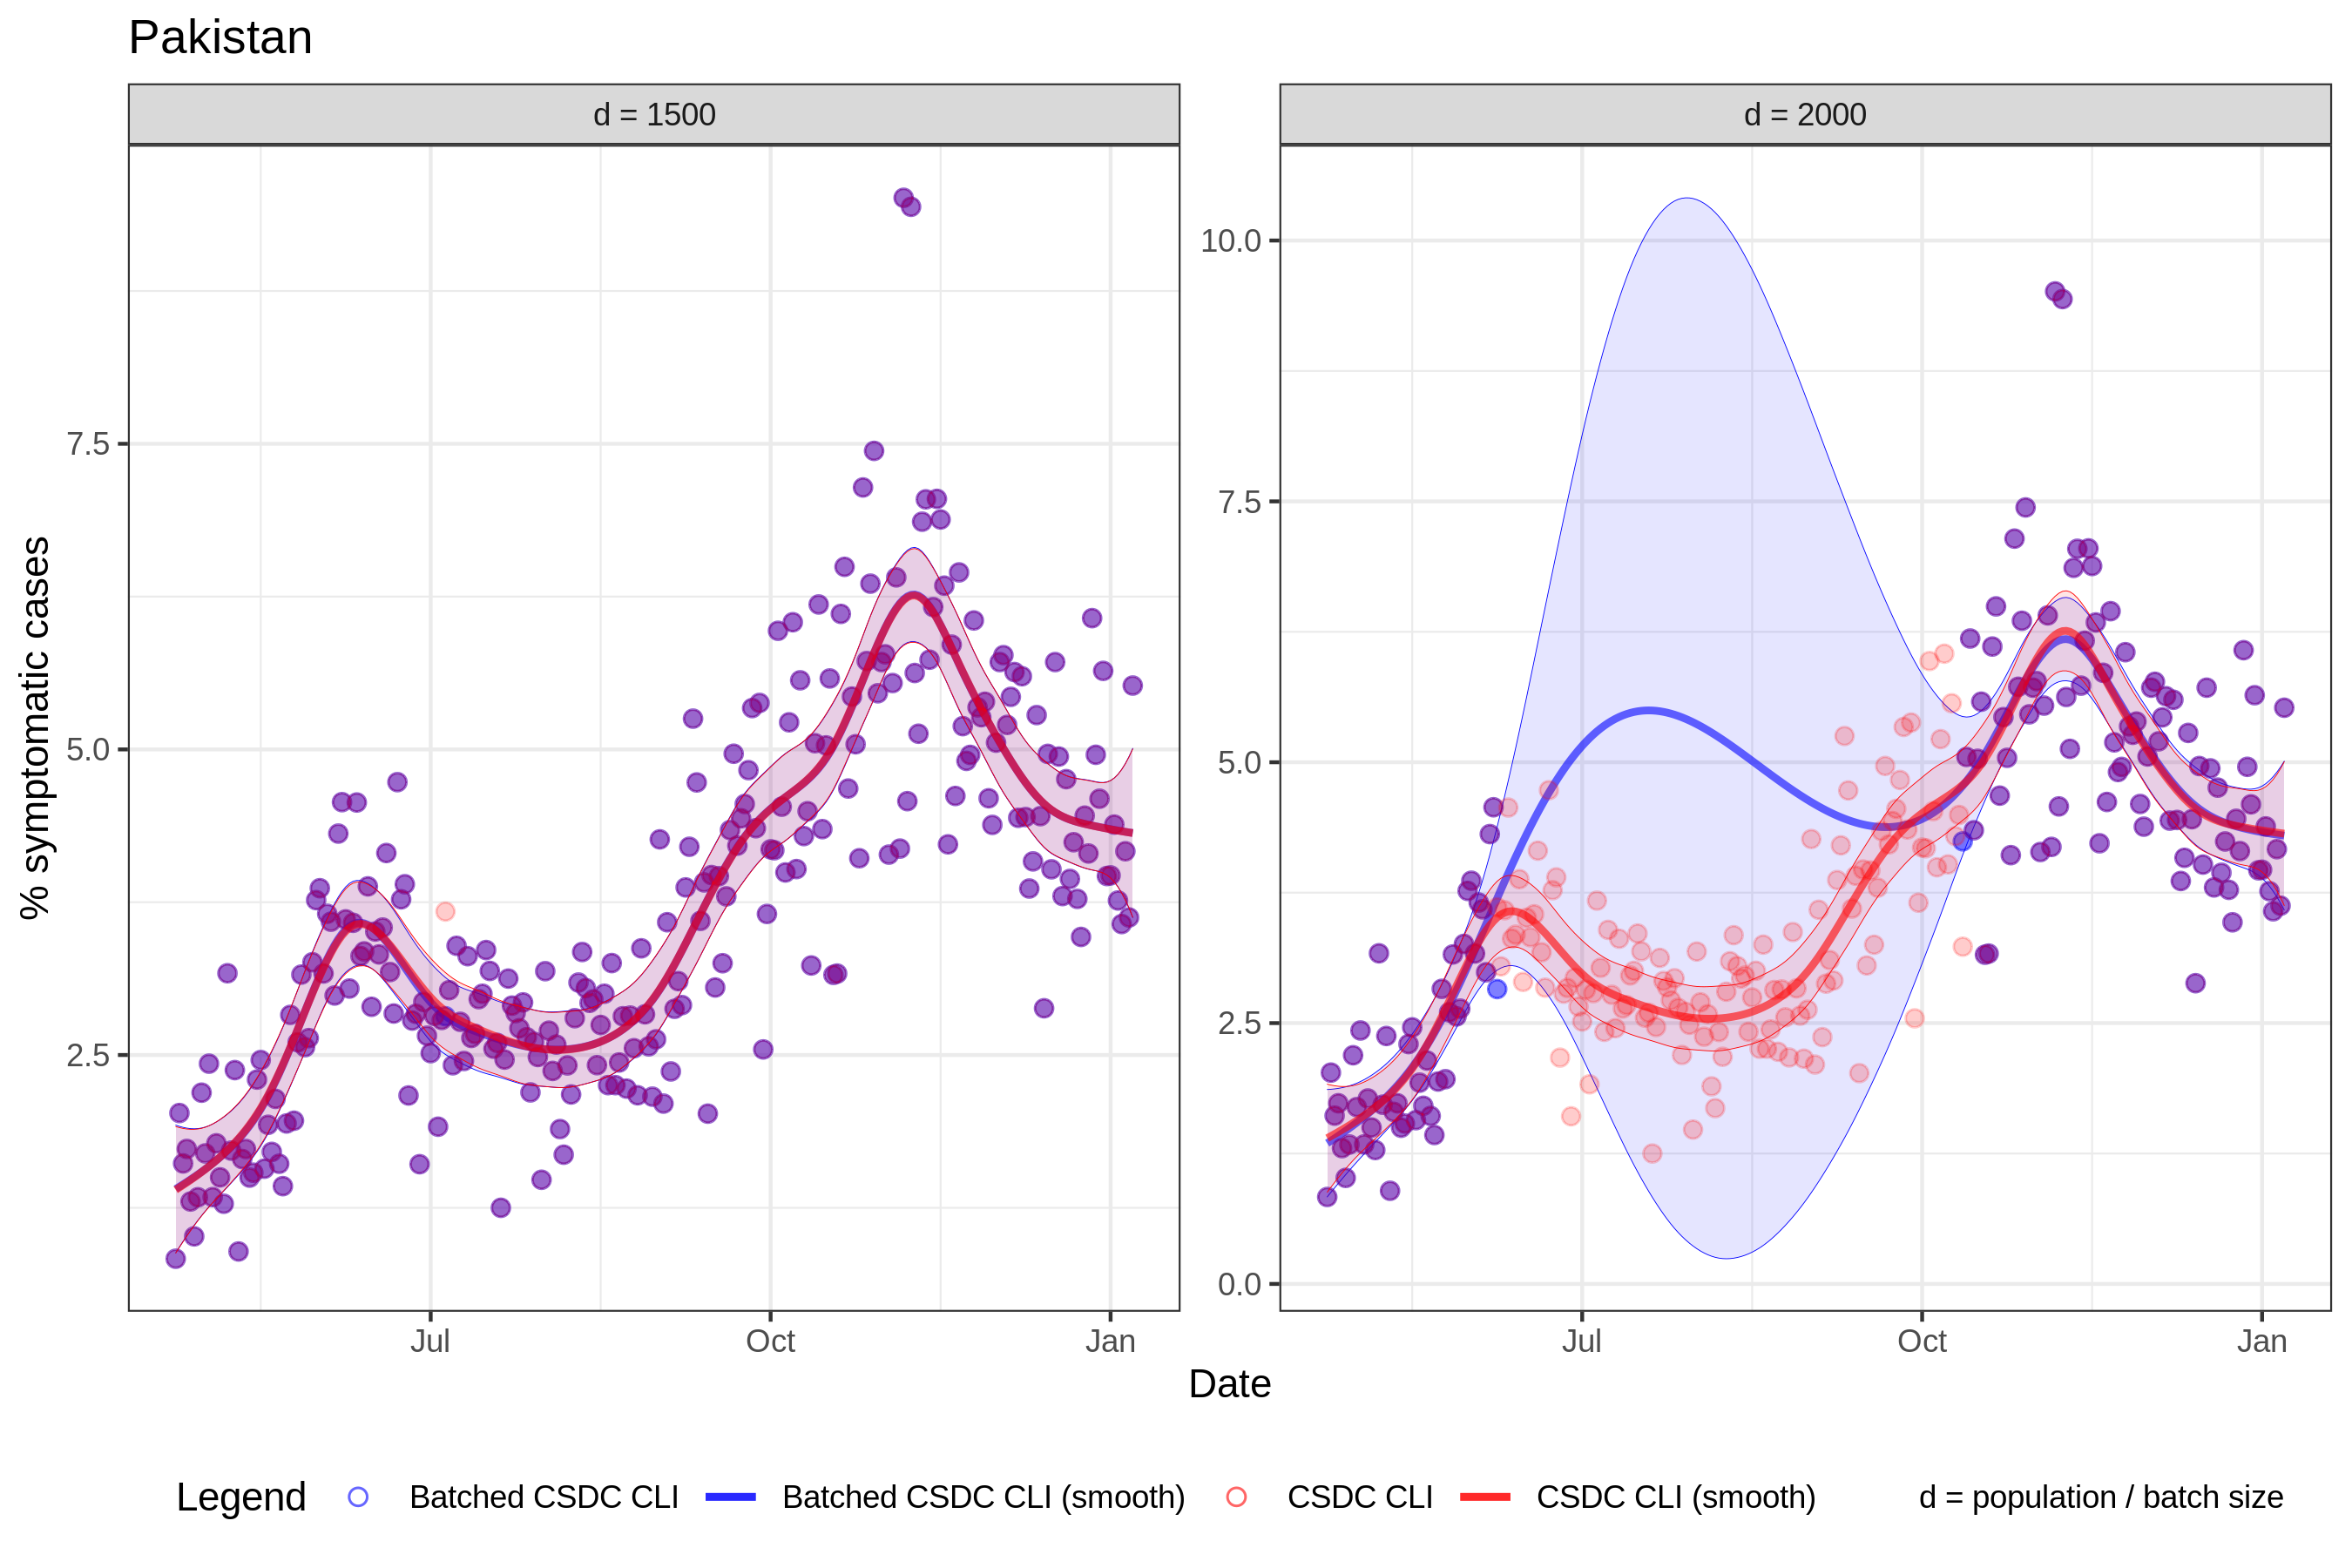 Pakistan
d = 1500
d = 2000
% symptomatic cases
7.5
5.0
2.5
10.0
7.5
5.0
2.5
0.0
Jul
Oct
Jan
Jul
Oct
Jan
Date
Legend
Batched CSDC CLI
Batched CSDC CLI (smooth)
CSDC CLI
CSDC CLI (smooth)
d = population / batch size